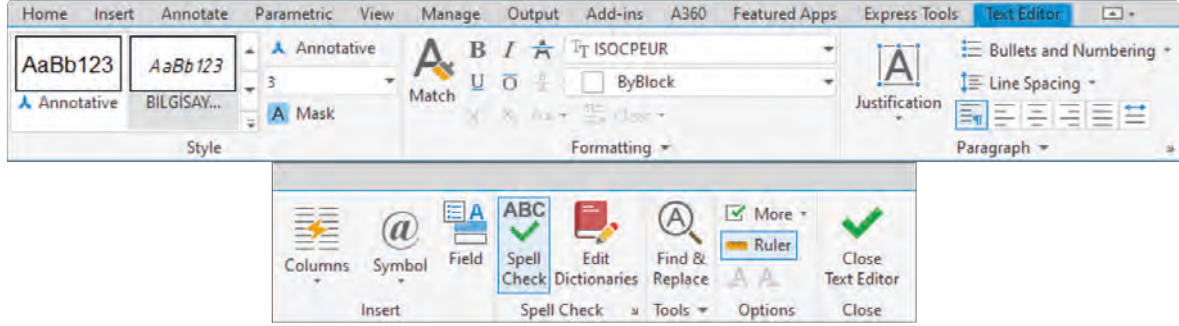 Home Insert Annotate Parametric View Manage Output Add-ins A360 Featured Apps Express Tools Text Editor
AaBb123 AaBb123
Annotative BILGISAY...
Annotative
3
A Mask
Style
Match
B I A
U O
ISOCPEUR
ByBlock
Clear
Formatting
A
Justification
Bullets and Numbering
Line Spacing
Paragraph
Columns
@
Symbol
A
Field
Insert
ABC
Spell
Check
Edit
Dictionaries
Spell Check
A
Find &
Replace
Tools
More
Ruler
A A
Options
Close
Text Editor
Close